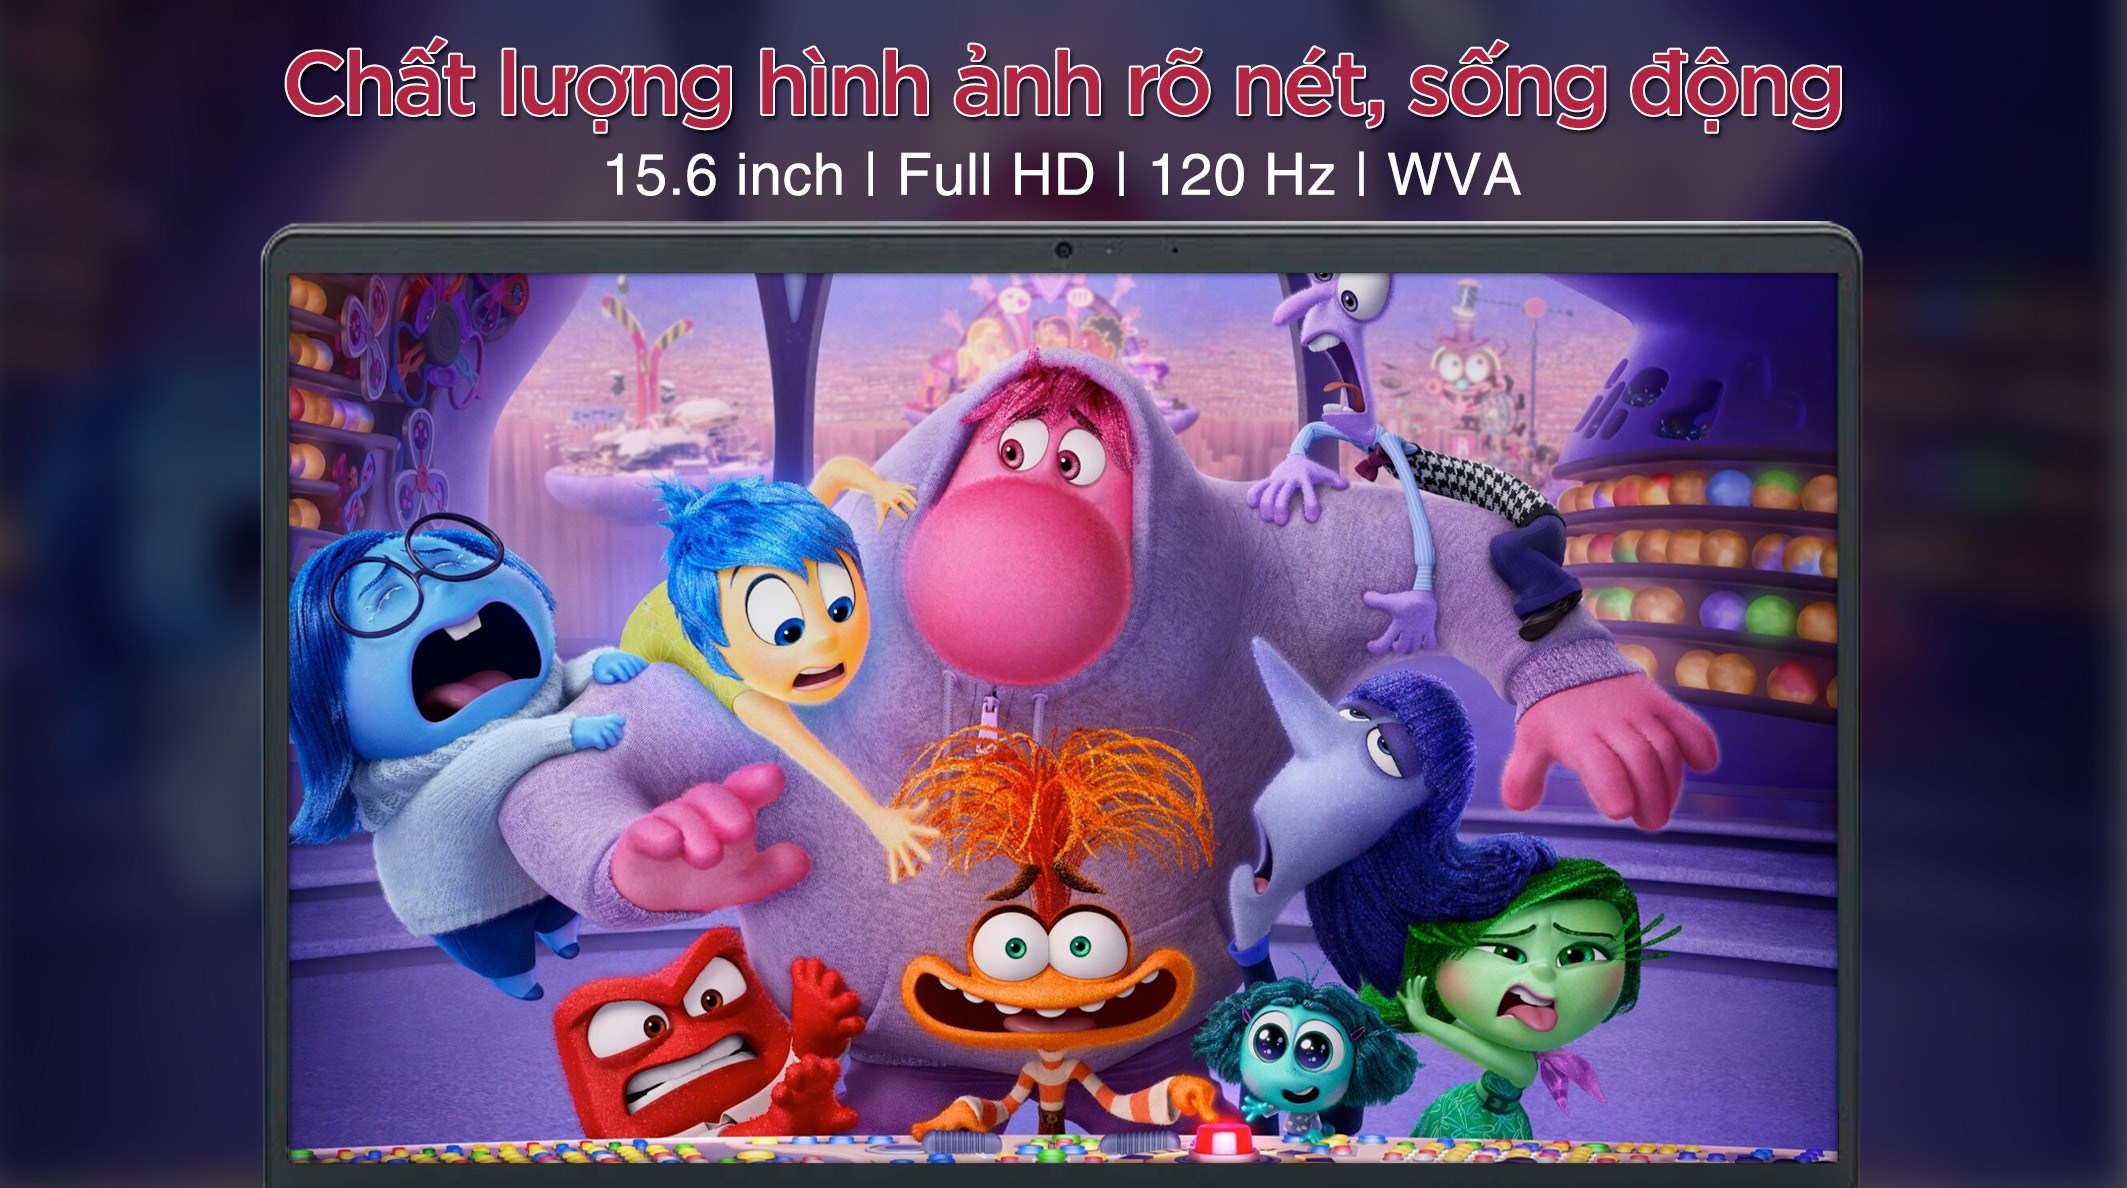 Chất lượng hình ảnh rõ nét, sống động
15.6 inch | Full HD | 120 Hz | WVA